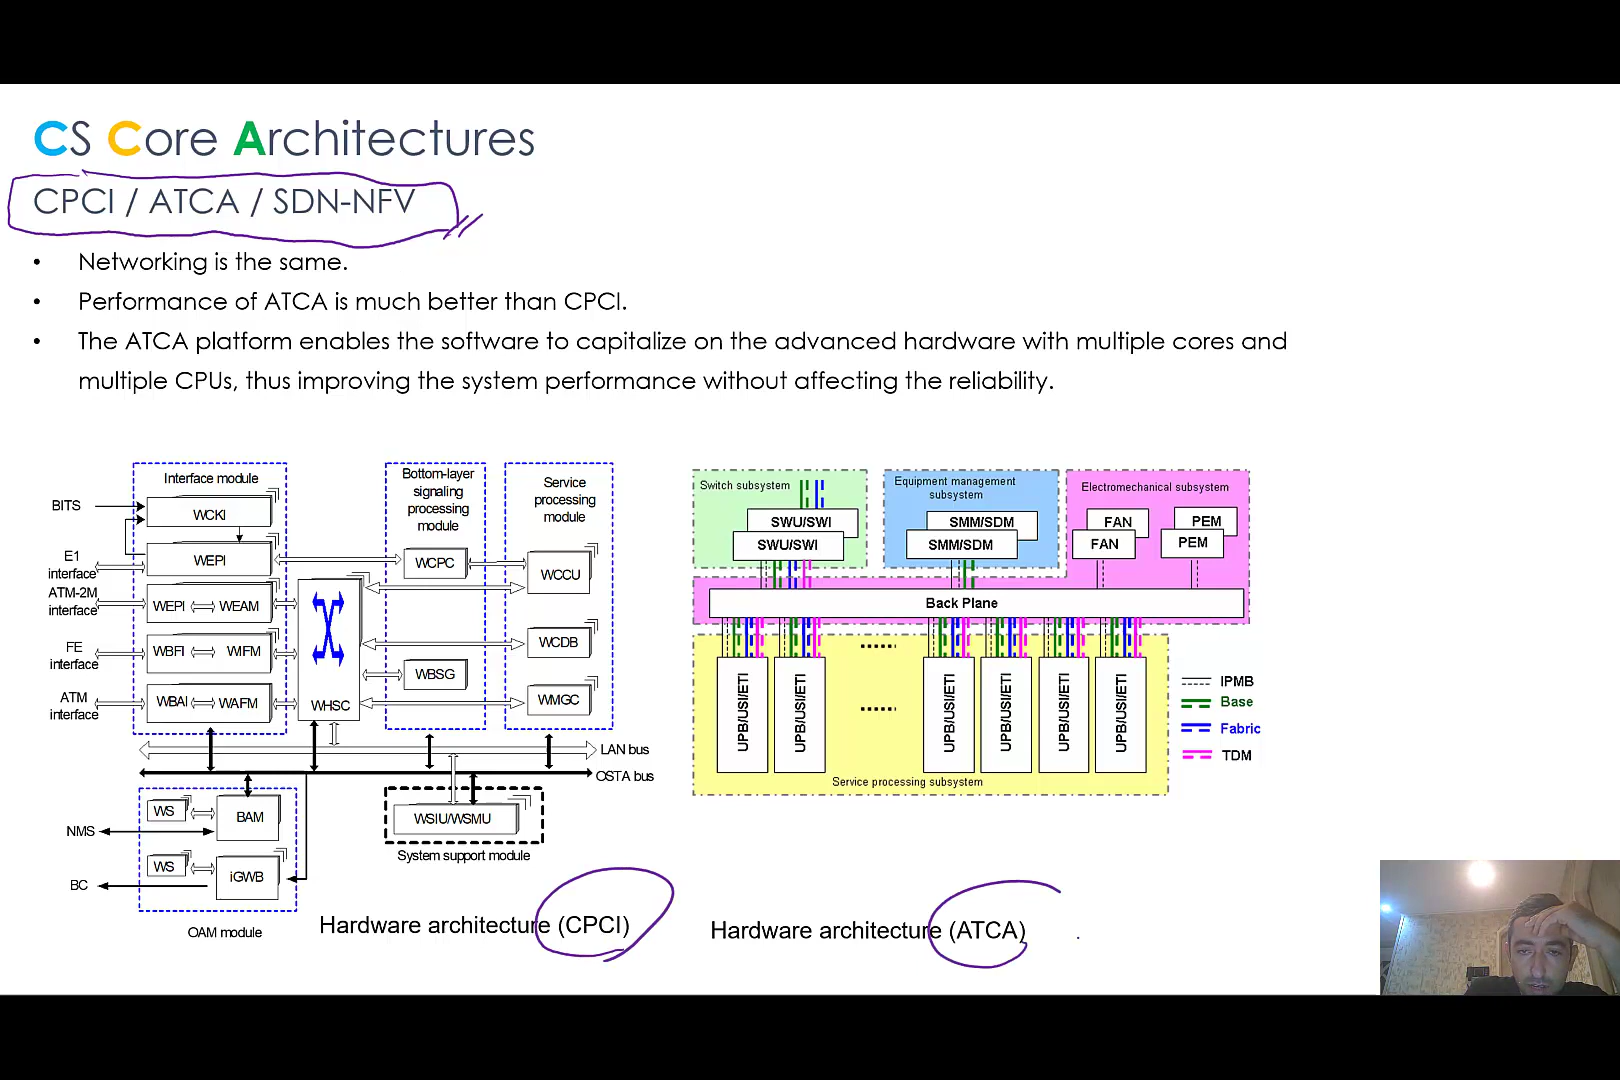 CS Core Architectures
CPCI / ATCA / SDN-NFV
• Networking is the same.
• Performance of ATCA is much better than CPCI.
• The ATCA platform enables the software to capitalize on the advanced hardware with multiple cores and
multiple CPUs, thus improving the system performance without affecting the reliability.
Interface module
BITS
WCKI
E1
interface
WEPI
ATM-2M
interface
WEPI
WEAM
FE
interface
WBFI
WIFM
ATM
interface
WBAI
WAFM
WHSC
Bottom-layer
signaling
processing
module
WCPC
WBSG
Service
processing
module
WCCU
WCDB
WMGC
LAN bus
OSTA bus
WS
BAM
NMS
WS
iGWB
BC
OAM module
WSIU/WSMU
System support module
Hardware architecture (CPCI)
Switch subsystem
SWU/SWI
SWU/SWI
Equipment management
subsystem
SMM/SDM
SMM/SDM
Electromechanical subsystem
FAN
FAN
PEM
PEM
Back Plane
UPB/USI/ETI
UPB/USI/ETI
UPB/USI/ETI
UPB/USI/ETI
UPB/USI/ETI
UPB/USI/ETI
Service processing subsystem
IPMB
Base
Fabric
TDM
Hardware architecture (ATCA)